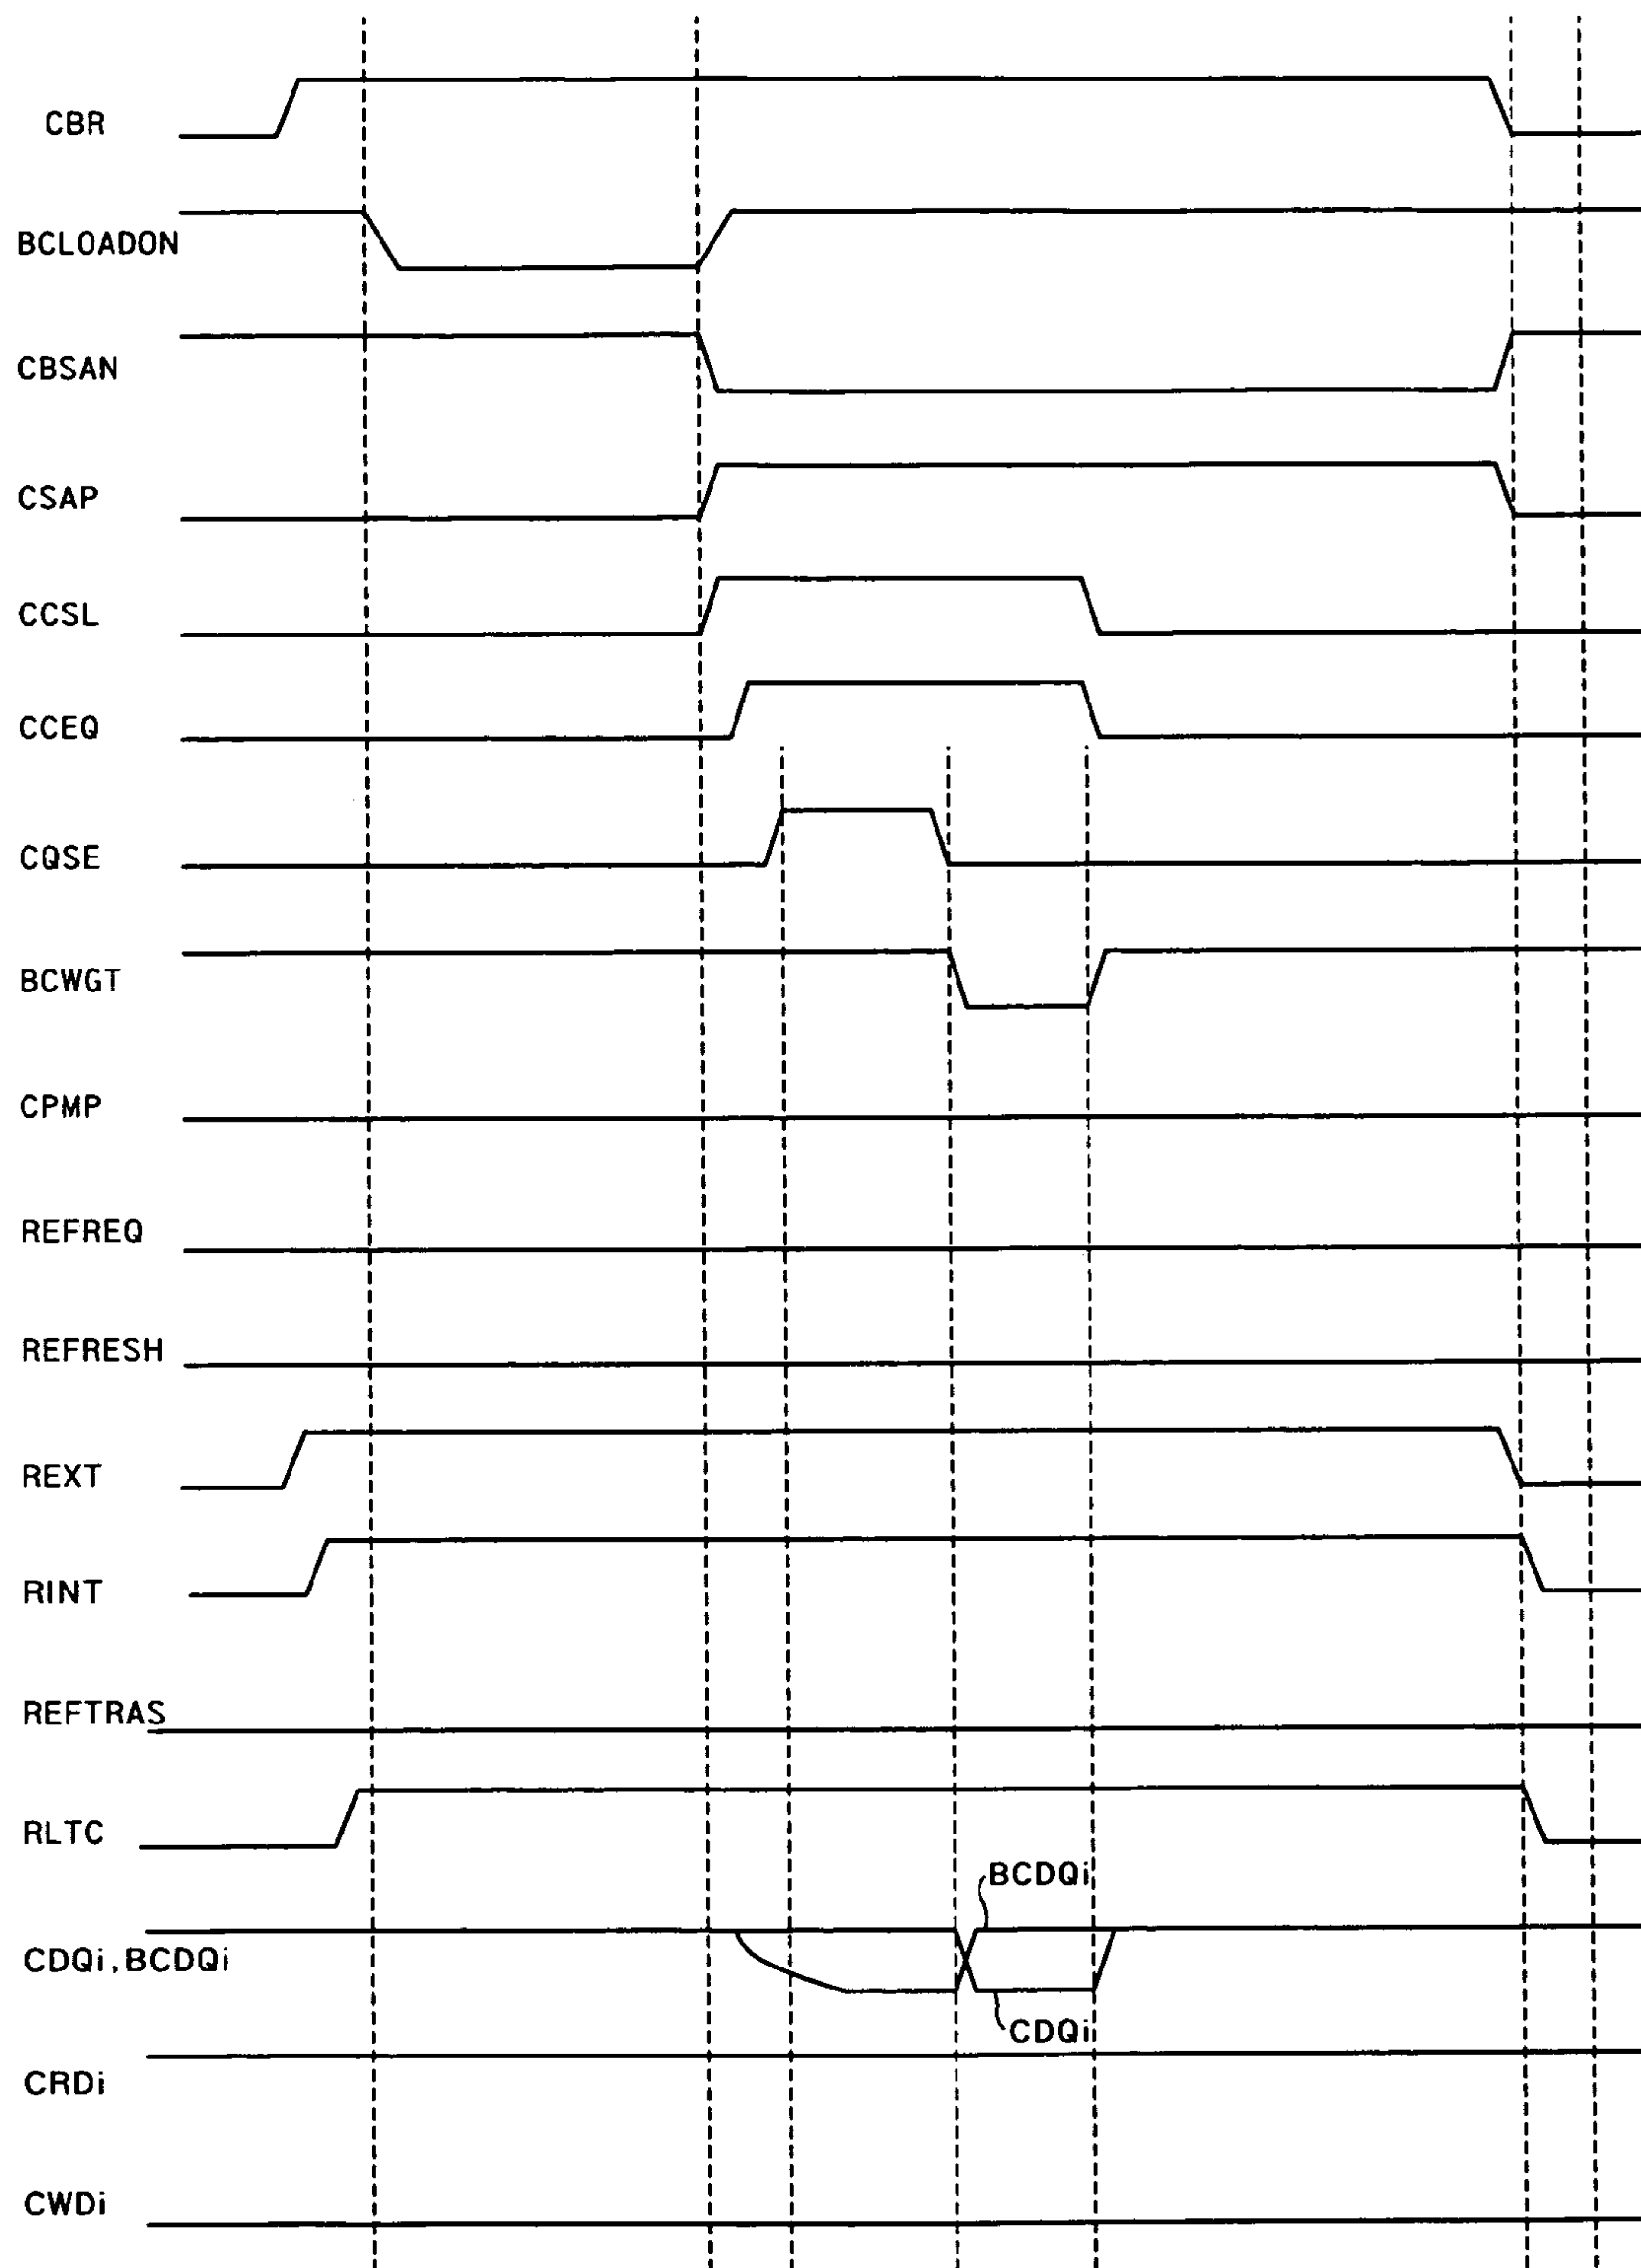 CBR
BCLOADON
CBSAN
CSAP
CCSL
CCEQ
CQSE
BCWGT
CPMP
REFREQ
REFRESH
REXT
RINT
REFTRAS
RLTC
BCDQi
CDQi,BCDQi
CDQi
CRDi
CWDi